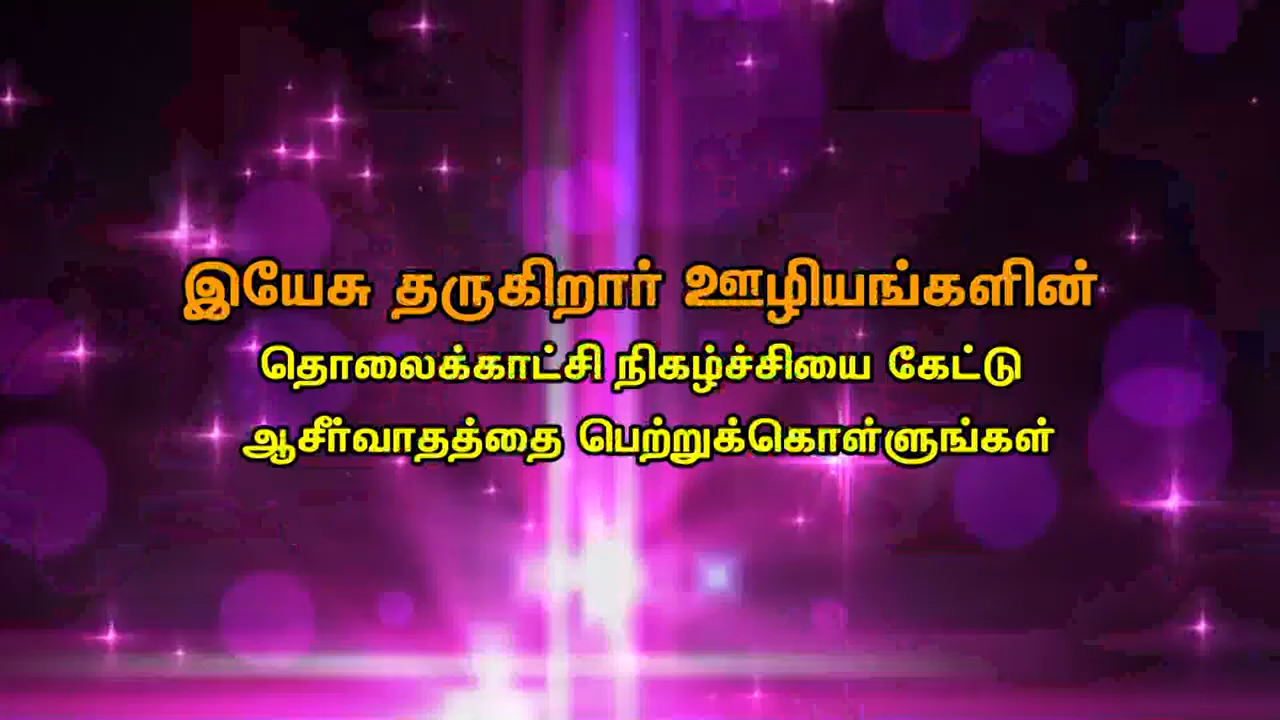 இயேசு தருகிறார் ஊழியங்களின்
தொலைக்காட்சி நிகழ்ச்சியை கேட்டு
ஆசீர்வாதத்தை பெற்றுக்கொள்ளுங்கள்